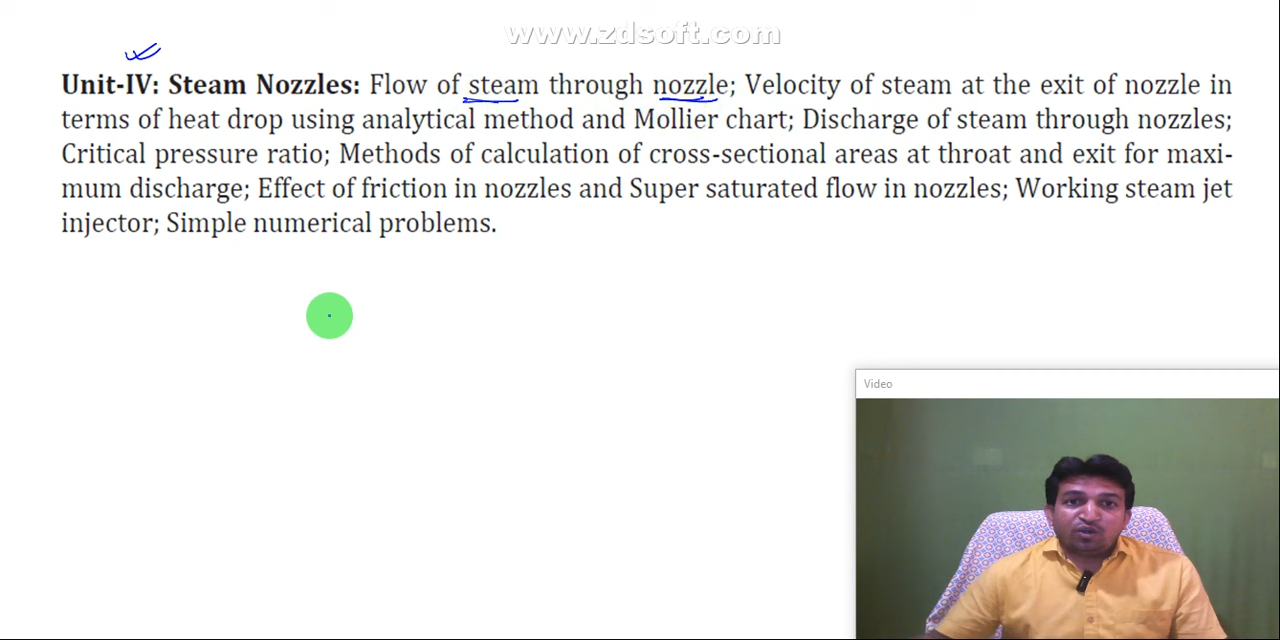 www.zdsoft.com
Unit-IV: Steam Nozzles: Flow of steam through nozzle; Velocity of steam at the exit of nozzle in
terms of heat drop using analytical method and Mollier chart; Discharge of steam through nozzles;
Critical pressure ratio; Methods of calculation of cross-sectional areas at throat and exit for maxi-
mum discharge; Effect of friction in nozzles and Super saturated flow in nozzles; Working steam jet
injector; Simple numerical problems.
Video